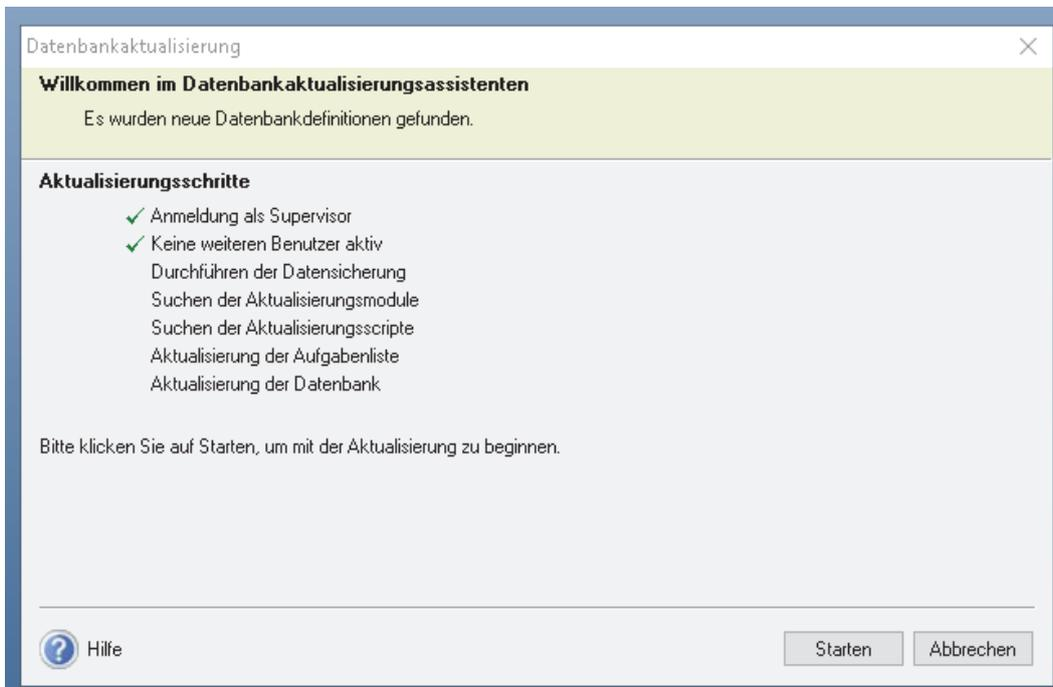 Datenbankaktualisierung
Willkommen im Datenbankaktualisierungsassistenten
Es wurden neue Datenbankdefinitionen gefunden.
Aktualisierungsschritte
Anmeldung als Supervisor
Keine weiteren Benutzer aktiv
Durchführen der Datensicherung
Suchen der Aktualisierungsmodule
Suchen der Aktualisierungsscripte
Aktualisierung der Aufgabenliste
Aktualisierung der Datenbank
Bitte klicken Sie auf Starten, um mit der Aktualisierung zu beginnen.
? Hilfe
Starten Abbrechen